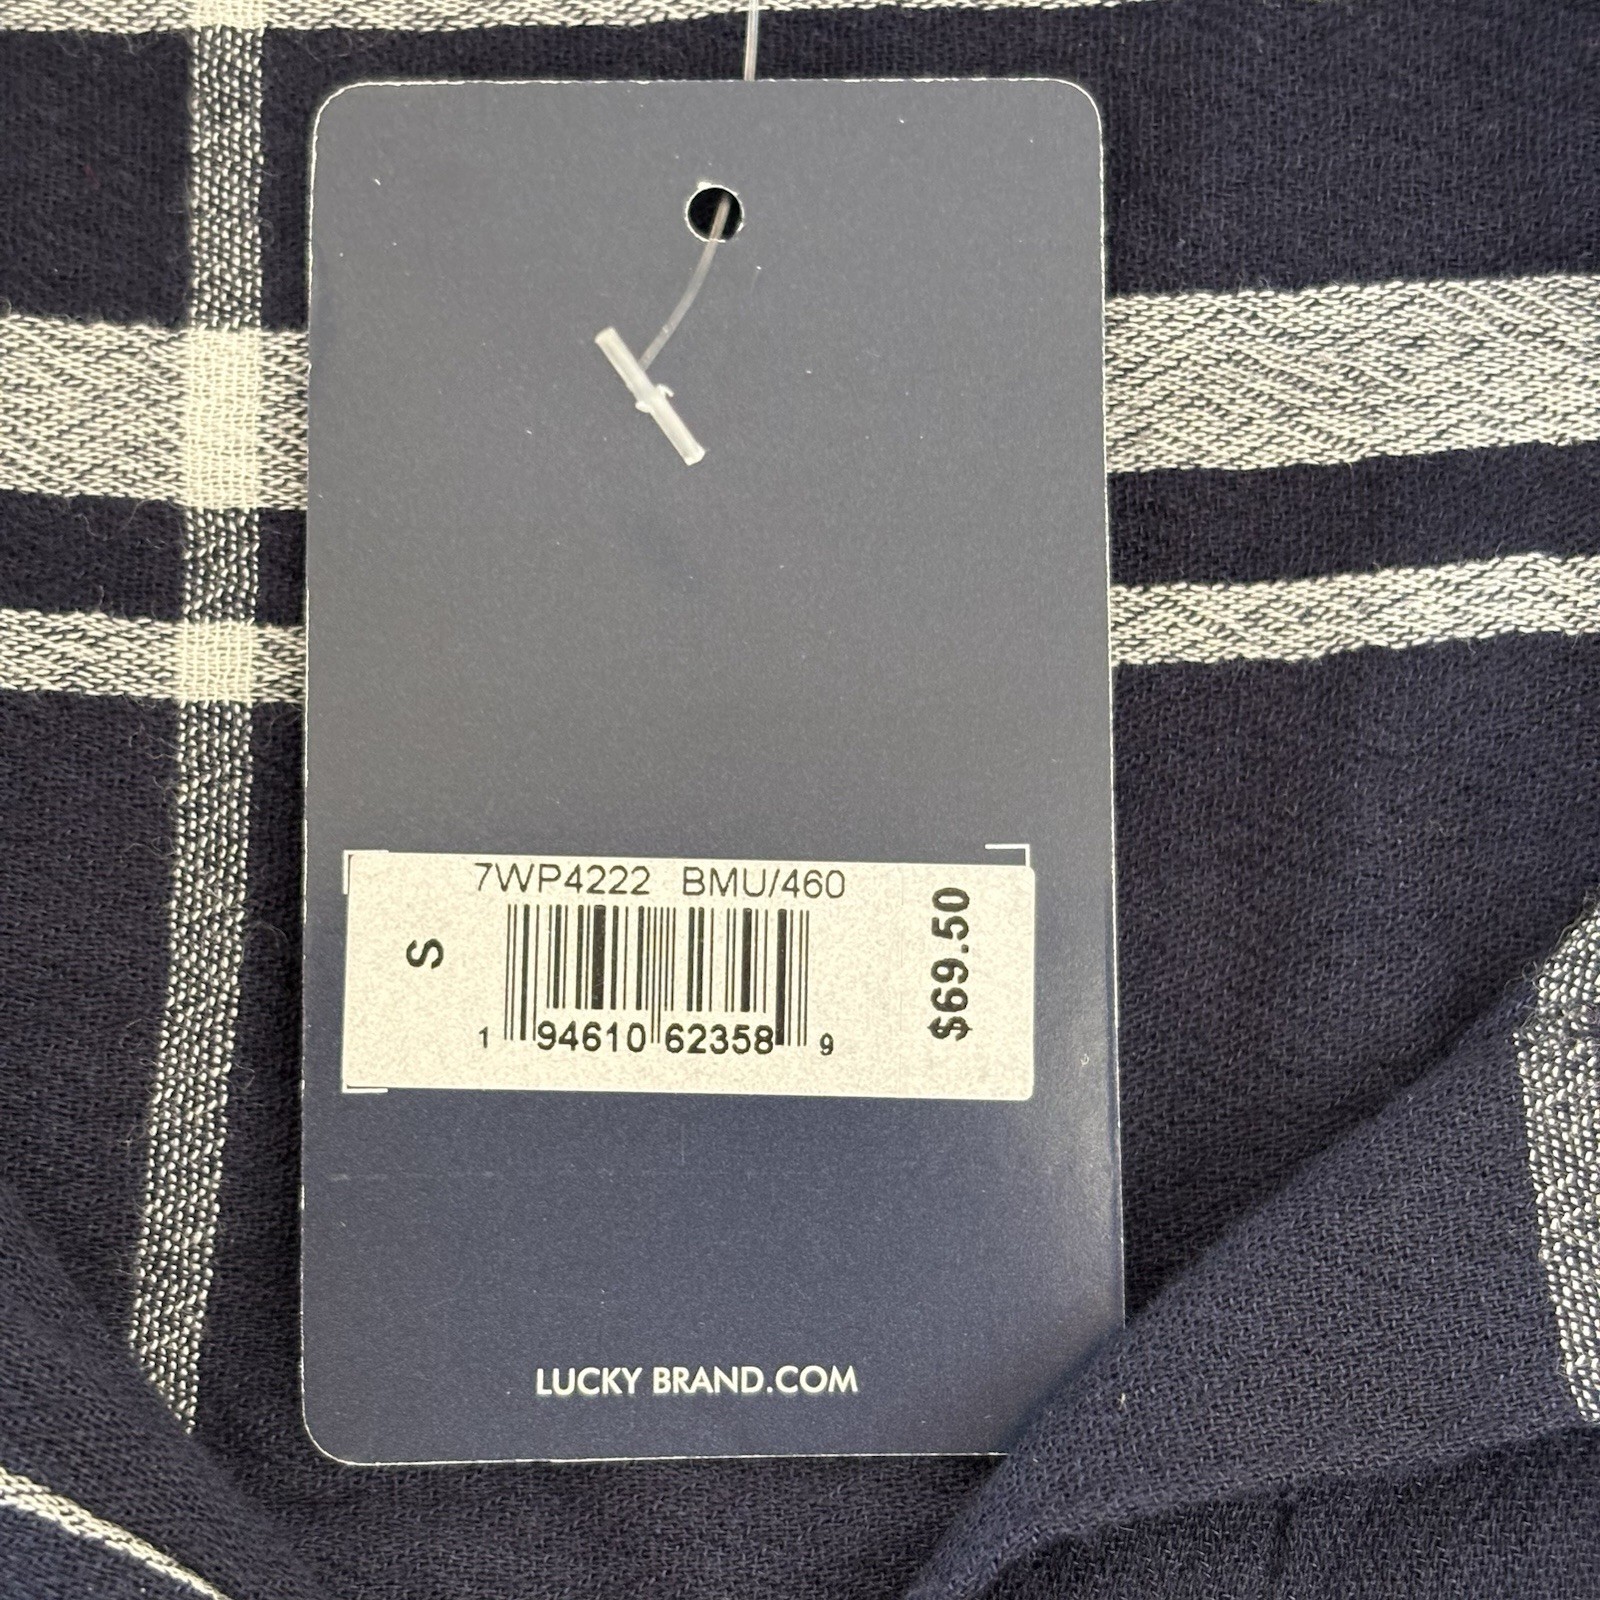 7WP4222 BMU/460
S
$69.50
1 94610 62358 9
LUCKY BRAND.COM